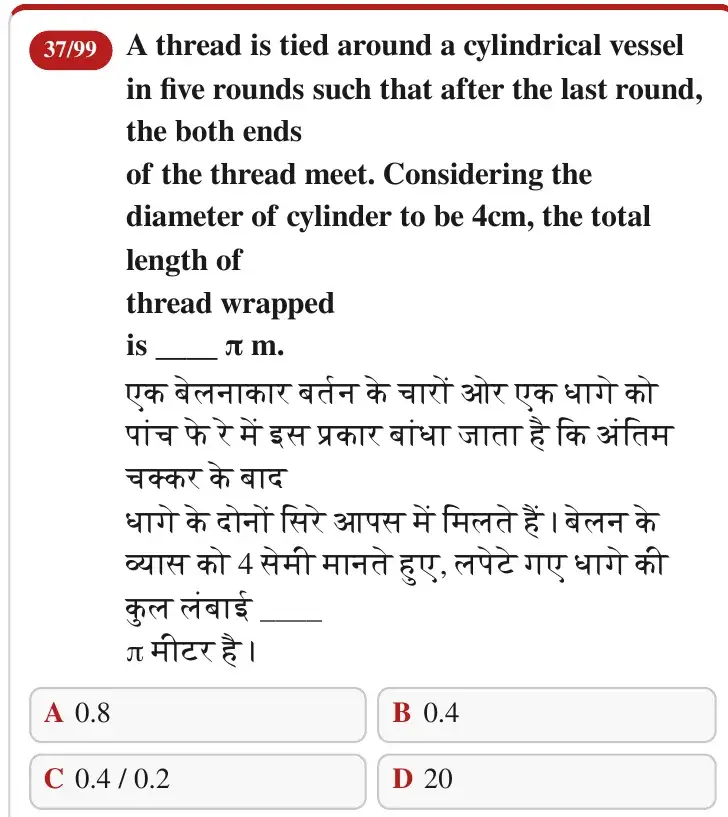 37/99 A thread is tied around a cylindrical vessel
in five rounds such that after the last round,
the both ends
of the thread meet. Considering the
diameter of cylinder to be 4cm, the total
length of
thread wrapped
is ____ π m.
एक बेलनाकार बर्तन के चारों ओर एक धागे को
पांच फे रे में इस प्रकार बांधा जाता है कि अंतिम
चक्कर के बाद
धागे के दोनों सिरे आपस में मिलते हैं। बेलन के
व्यास को 4 सेमी मानते हुए, लपेटे गए धागे की
कुल लंबाई ____
π मीटर है।
A 0.8
B 0.4
C 0.4 / 0.2
D 20